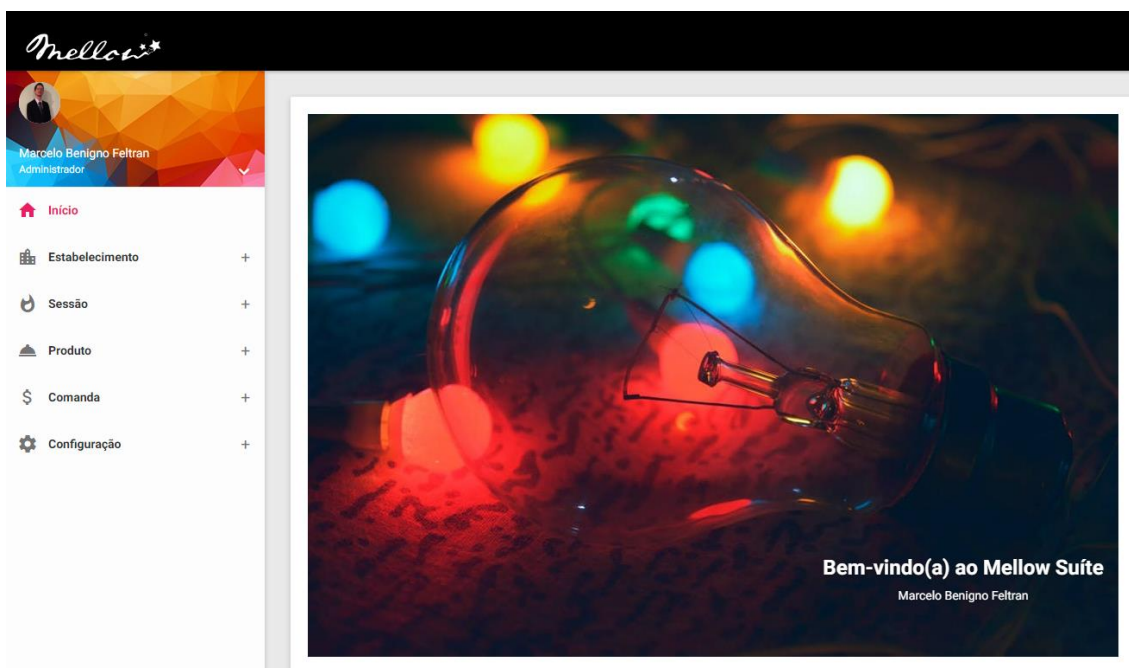 Mellow
Marcelo Benigno Feltran
Administrador
Início
Estabelecimento +
Sessão +
Produto +
$ Comanda +
Configuração +
Bem-vindo(a) ao Mellow Suíte
Marcelo Benigno Feltran